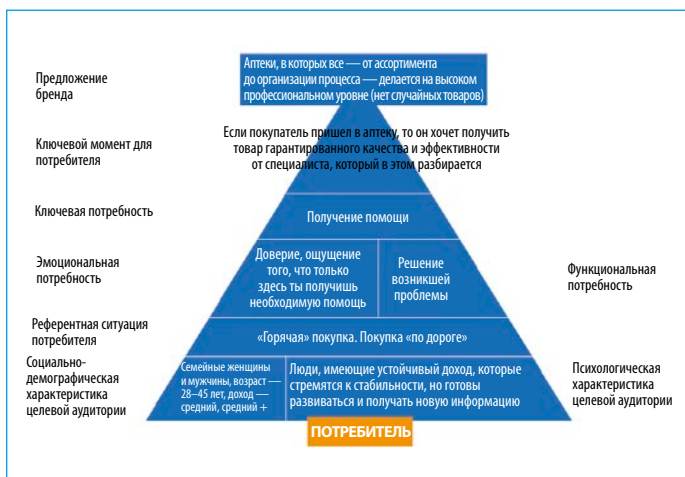 Предложение
бренда
Аптеки, в которых все — от ассортимента
до организации процесса — делается на высоком
профессиональном уровне (нет случайных товаров)
Ключевой момент для
потребителя
Если покупатель пришел в аптеку, то он хочет получить
товар гарантированного качества и эффективности
от специалиста, который в этом разбирается
Ключевая потребность
Получение помощи
Эмоциональная
потребность
Доверие, ощущение
того, что только
здесь ты получишь
необходимую помощь
Решение
возникшей
проблемы
Функциональная
потребность
Референтная ситуация
потребителя
«Горячая» покупка. Покупка «по дороге»
Социально-
демографическая
характеристика
целевой аудитории
Семейные женщины
и мужчины, возраст —
28–45 лет, доход —
средний, средний +
Люди, имеющие устойчивый доход, которые
стремятся к стабильности, но готовы
развиваться и получать новую информацию
Психологическая
характеристика
целевой аудитории
ПОТРЕБИТЕЛЬ